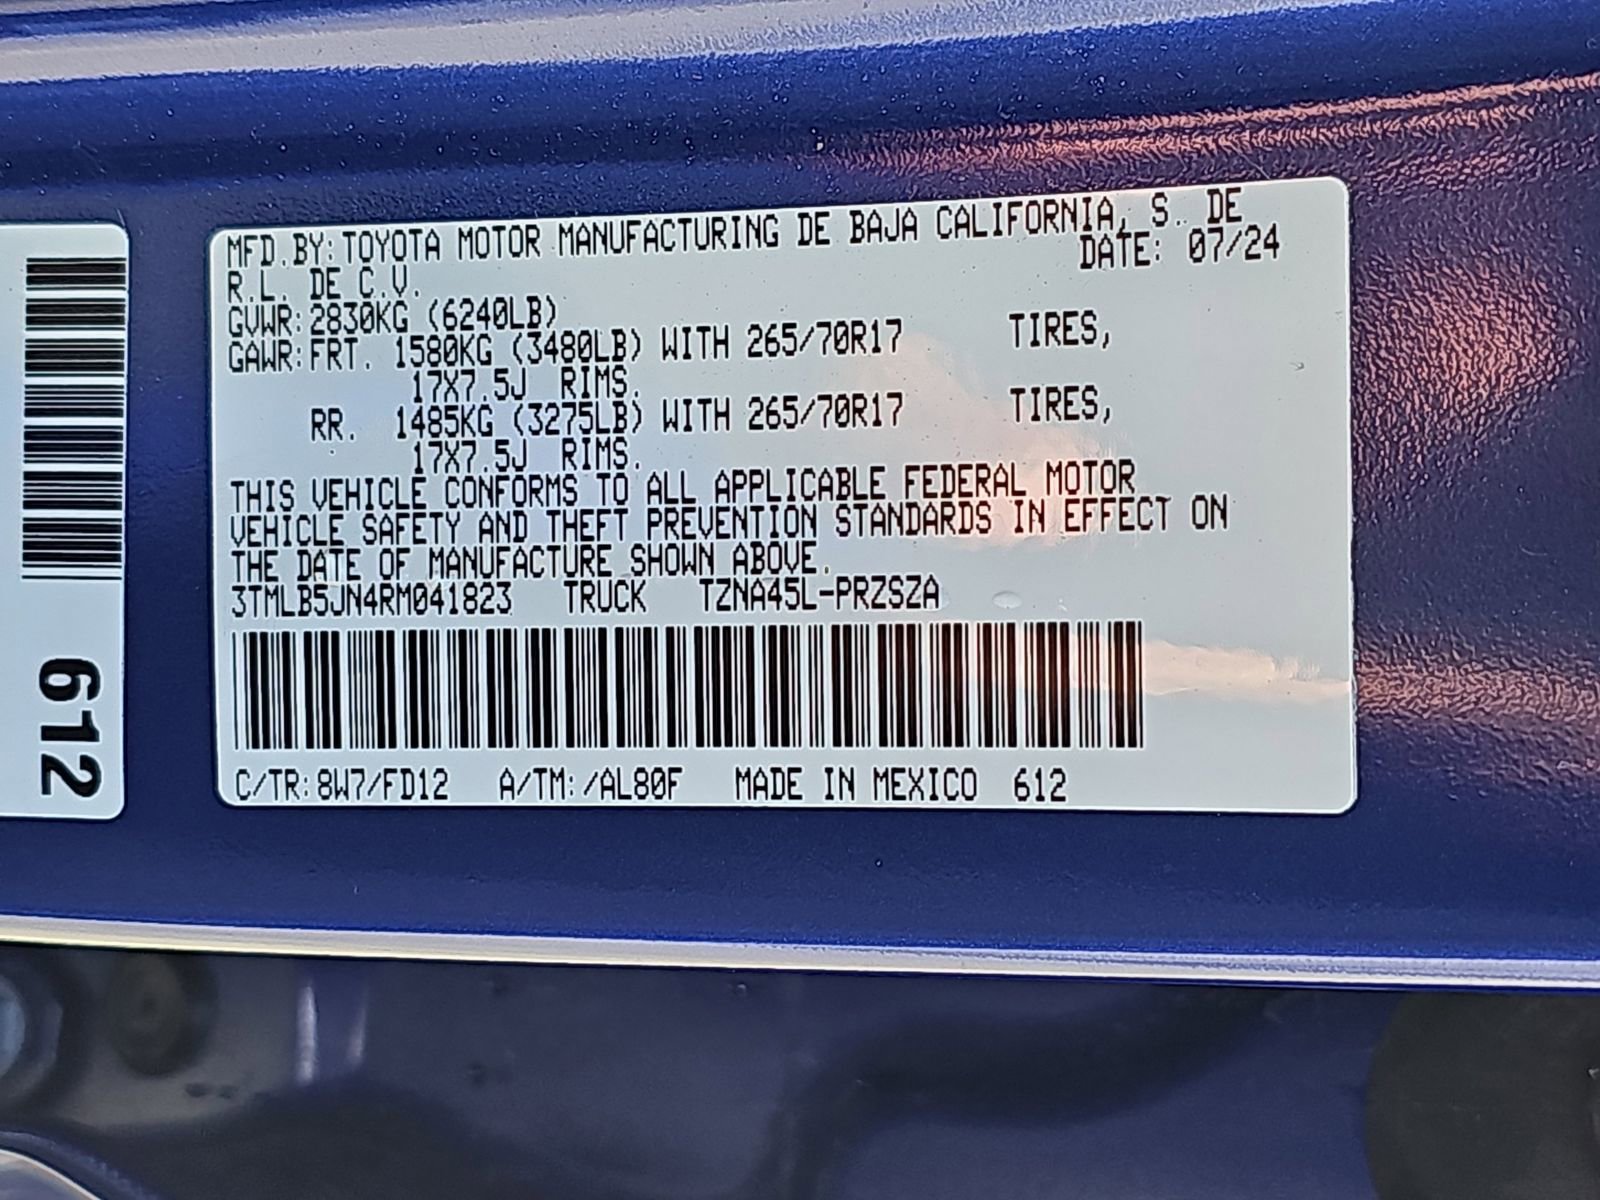 MFD.BY:TOYOTA MOTOR MANUFACTURING DE BAJA CALIFORNIA, S. DE
R.L. DE C.V. DATE: 07/24
GVWR:2830KG (6240LB)
GAWR:FRT. 1580KG (3480LB) WITH 265/70R17 TIRES,
17X7.5J RIMS.
RR. 1485KG (3275LB) WITH 265/70R17 TIRES,
17X7.5J RIMS.
THIS VEHICLE CONFORMS TO ALL APPLICABLE FEDERAL MOTOR
VEHICLE SAFETY AND THEFT PREVENTION STANDARDS IN EFFECT ON
THE DATE OF MANUFACTURE SHOWN ABOVE.
3TMLB5JN4RM041823 TRUCK TZNA45L-PRZSZA
C/TR:8W7/FD12 A/TM:/AL80F MADE IN MEXICO 612
612